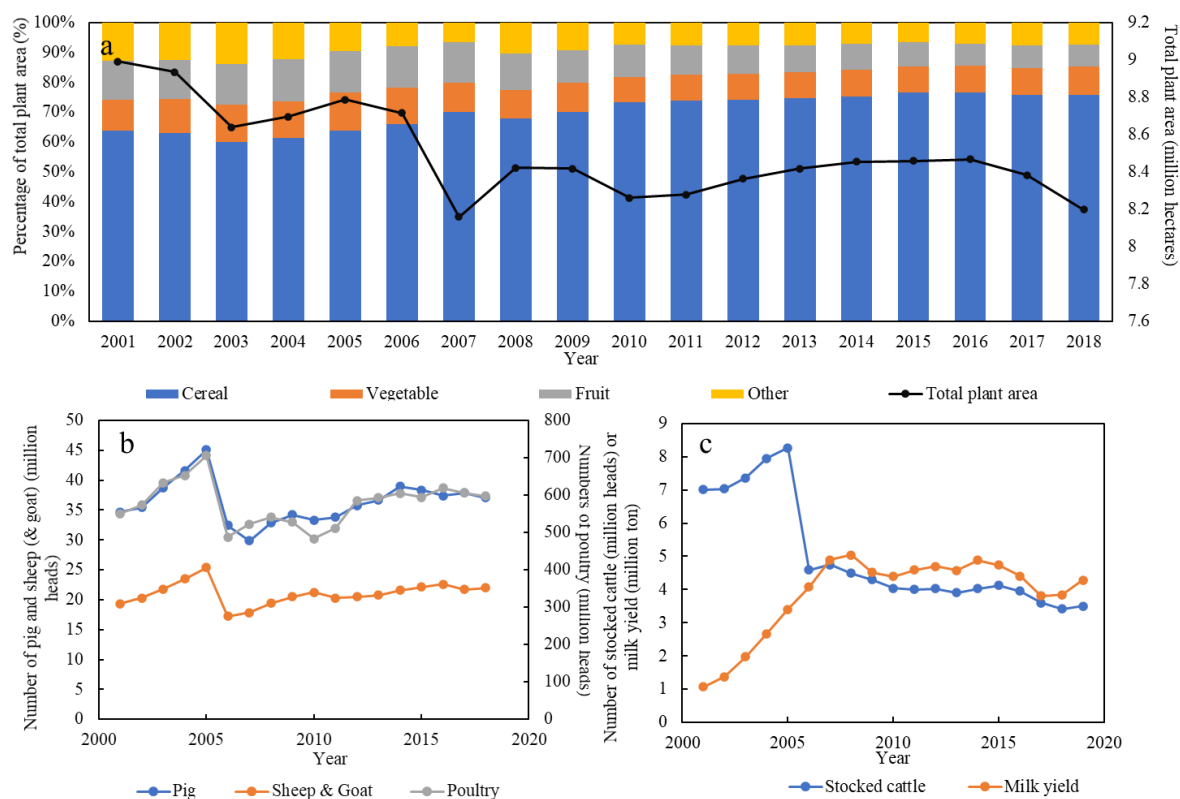 Percentage of total plant area (%)
100%
90%
80%
70%
60%
50%
40%
30%
20%
10%
0%
a
9.2
9
8.8
8.6
8.4
8.2
8
7.8
7.6
Total plant area (million
hectares)
2001 2002 2003 2004 2005 2006 2007 2008 2009 2010 2011 2012 2013 2014 2015 2016 2017 2018
Year
Cereal Vegetable Fruit Other Total plant area
Number of pig and sheep (& goat) (million
heads)
50
45
40
35
30
25
20
15
10
5
0
b
800
700
600
500
400
300
200
100
0
Numbers of poultry (million
heads)
2000 2005 2010 2015 2020
Year
Pig Sheep & Goat Poultry
Number of stocked cattle (million heads) or
milk yield (million ton)
9
8
7
6
5
4
3
2
1
0
c
2000 2005 2010 2015 2020
Year
Stocked cattle Milk yield